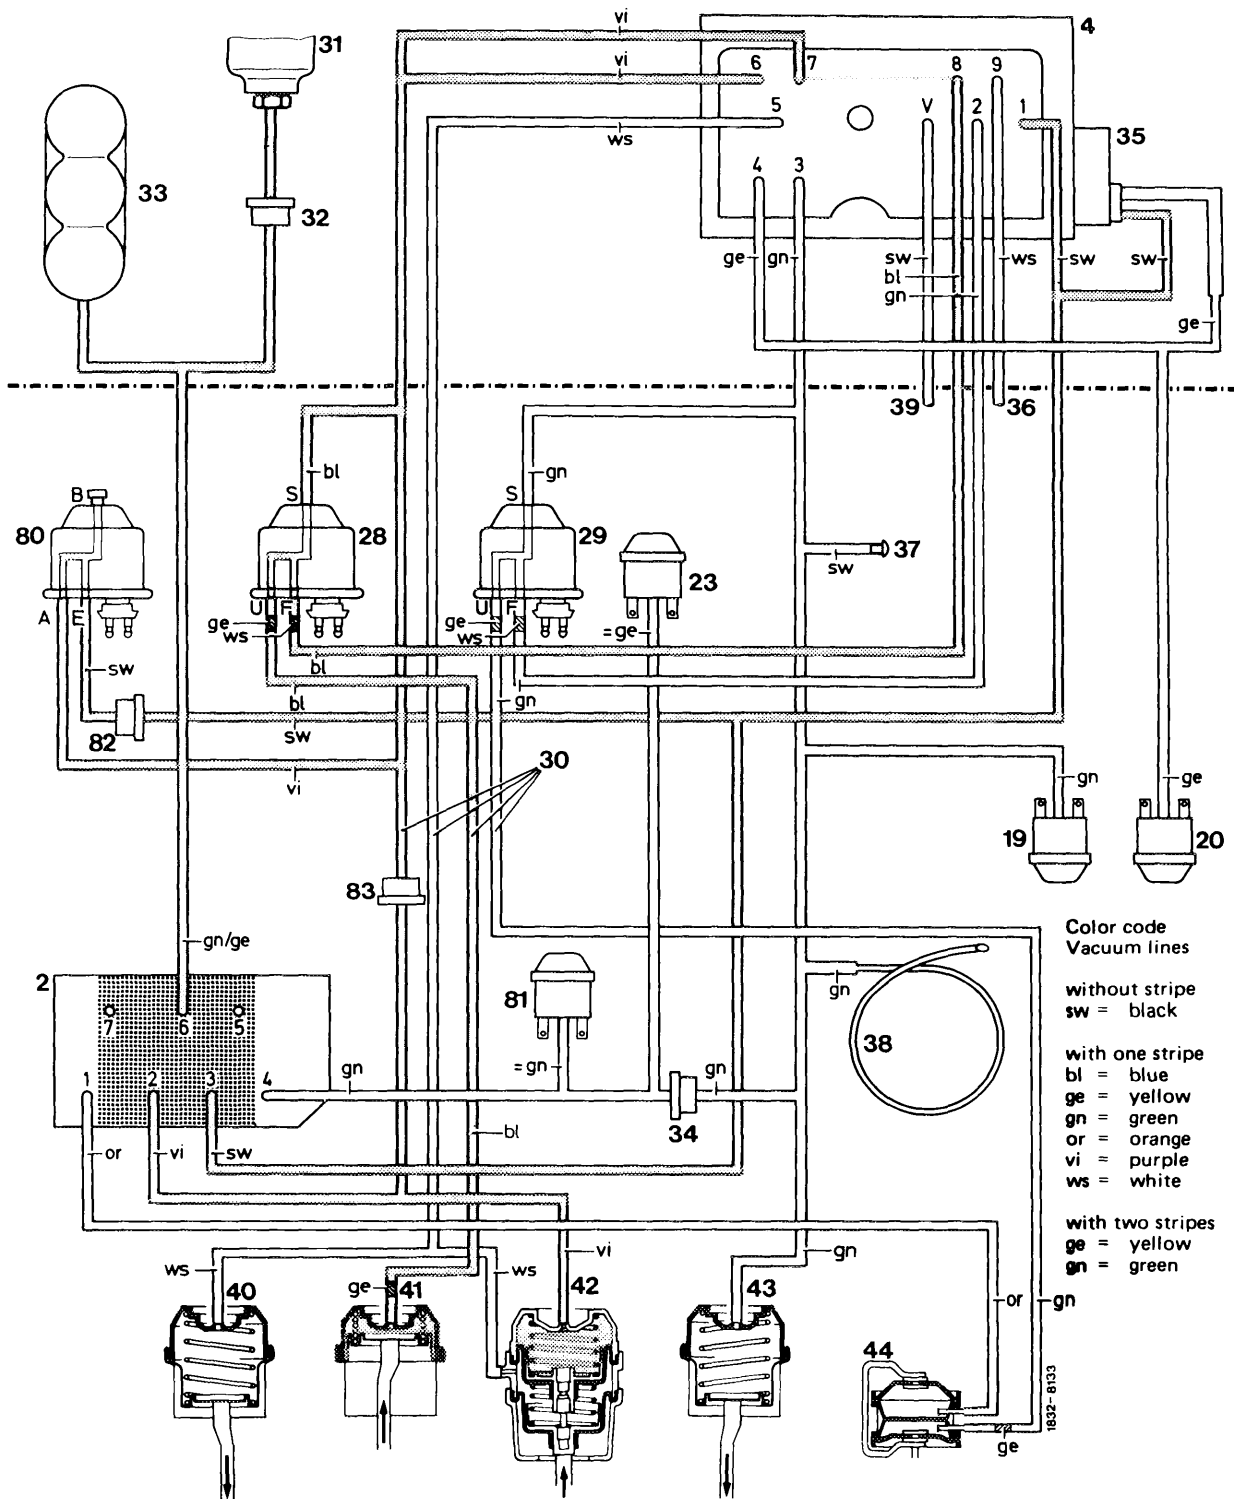 vi
31
4
vi
6
7
8
9
5
V
2
1
35
ws
33
4
3
32
ge
gn
sw
ws
sw
sw
bl
gn
ge
39
36
bl
gn
B
S
S
80
28
29
37
23
sw
A
E
U
F
U
F
ge
ws
ge
ws
=ge
sw
bl
bl
gn
gn
82
sw
30
vi
gn
ge
19
20
83
gn/ge
Color code
Vacuum lines
2
81
without stripe
sw = black
7
6
5
gn
38
with one stripe
bl = blue
ge = yellow
gn = green
or = orange
vi = purple
ws = white
1
2
3
4
gn
=gn
gn
34
bl
or
vi
sw
with two stripes
ge = yellow
gn = green
vi
gn
ws
ws
40
ge
41
42
43
or
gn
44
1832-8133
ge